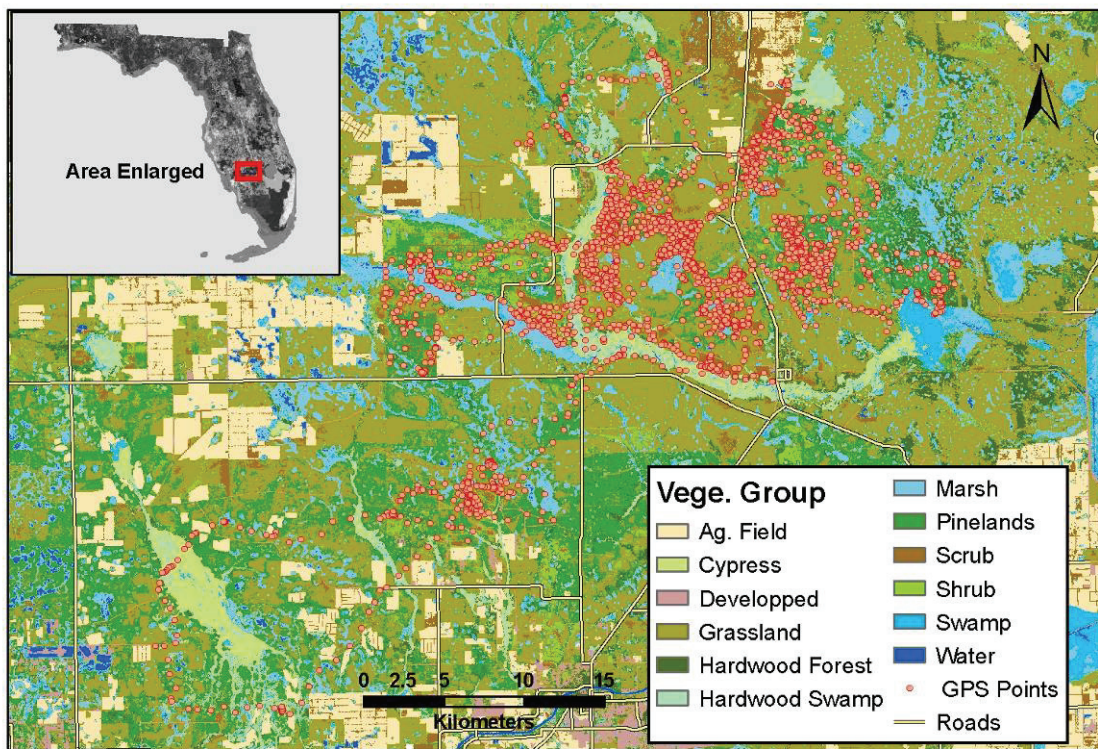 Area Enlarged
N
Vege. Group
Ag. Field
Cypress
Developped
Grassland
Hardwood Forest
Hardwood Swamp
Marsh
Pinelands
Scrub
Shrub
Swamp
Water
GPS Points
Roads
0 2.5 5 10 15
Kilometers